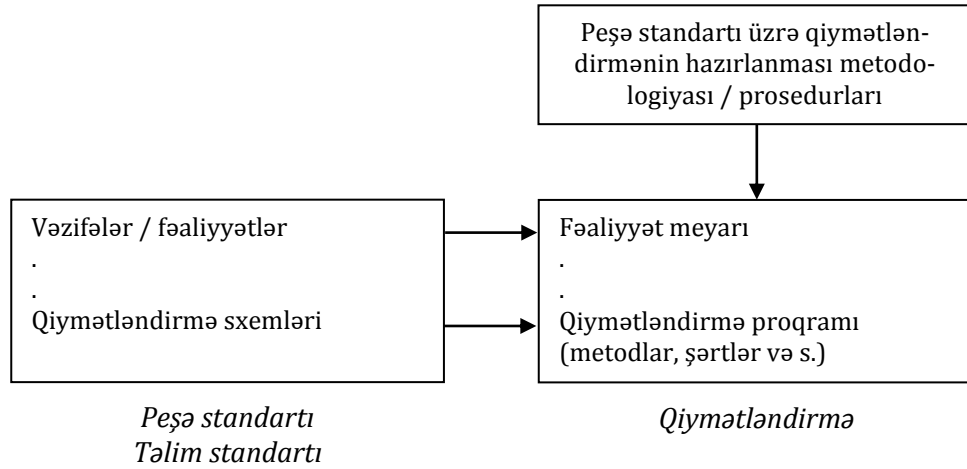 Peşə standartı üzrə qiymətlən-
dirmənin hazırlanması metodo-
logiyası / prosedurları
Vəzifələr / fəaliyyətlər
.
.
Qiymətləndirmə sxemləri
Fəaliyyət meyarı
.
.
Qiymətləndirmə proqramı
(metodlar, şərtlər və s.)
Peşə standartı
Təlim standartı
Qiymətləndirmə